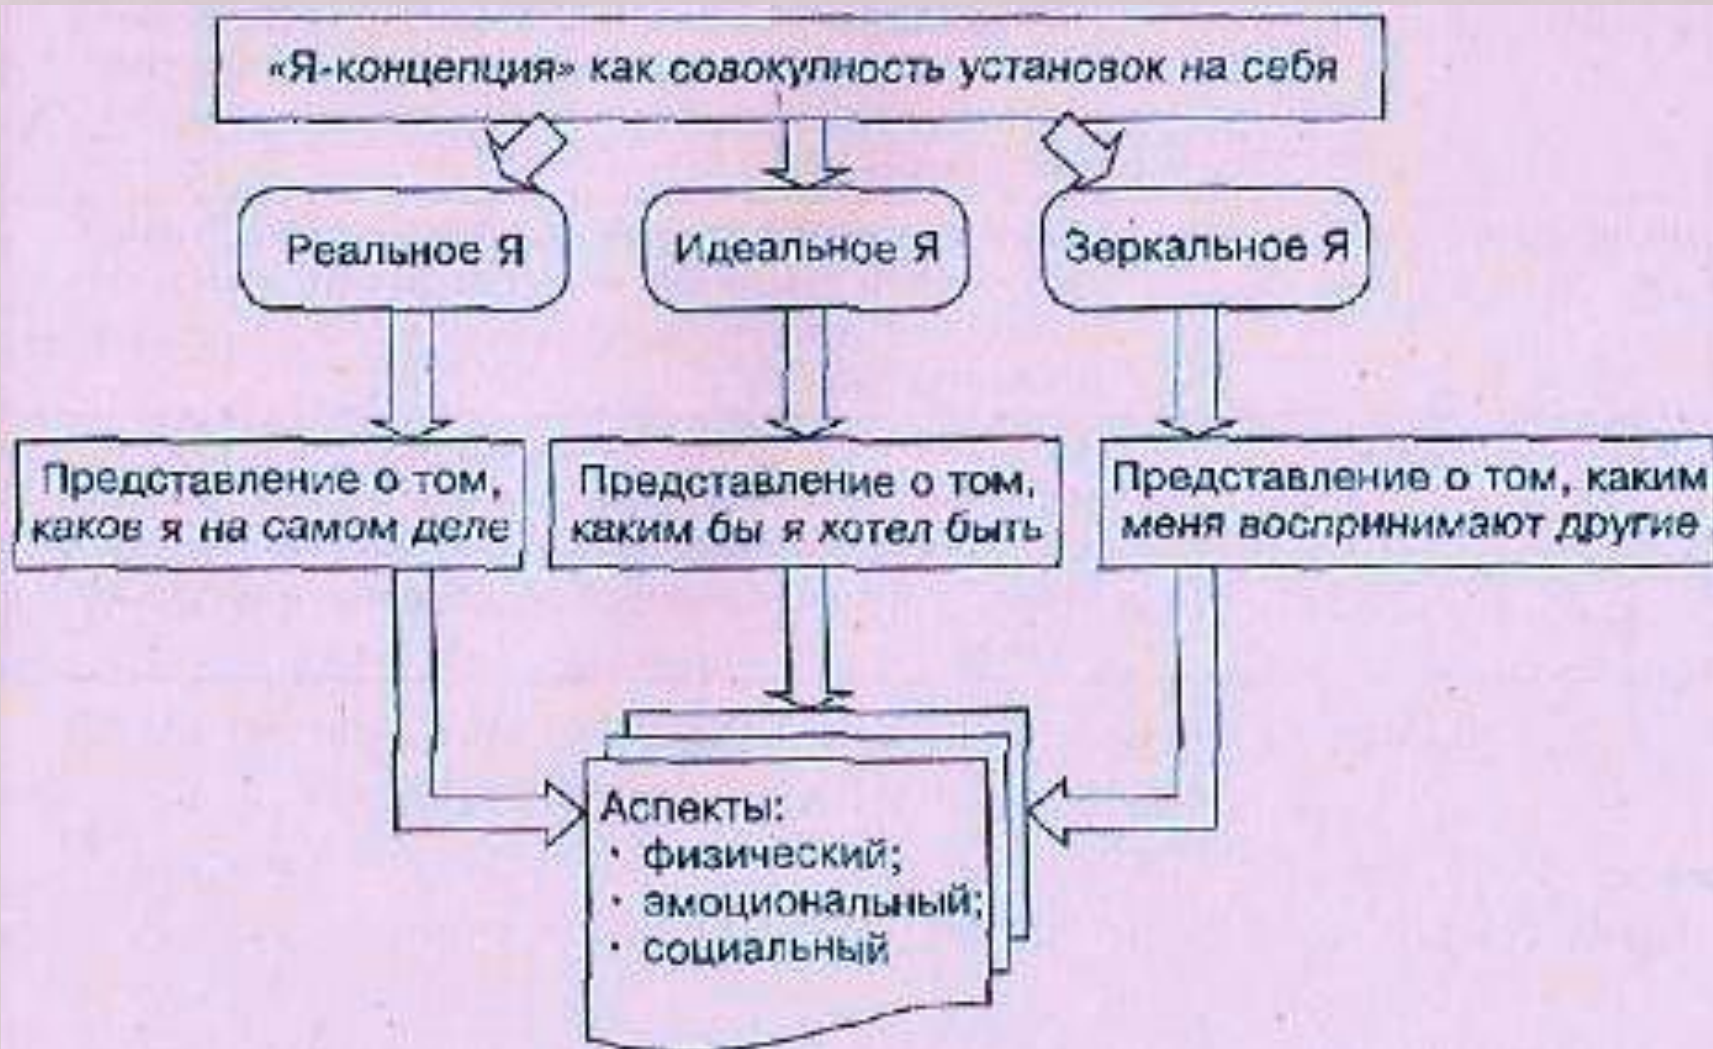 «Я-концепция» как совокупность установок на себя
Реальное Я
Идеальное Я
Зеркальное Я
Представление о том,
каков я на самом деле
Представление о том,
каким бы я хотел быть
Представление о том, каким
меня воспринимают другие
Аспекты:
· физический;
· эмоциональный;
· социальный